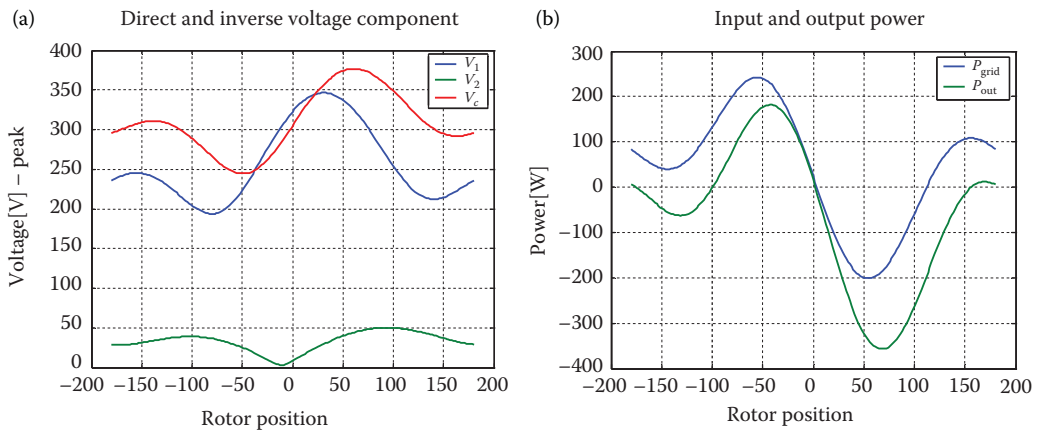 (a)
Direct and inverse voltage component
400
350
300
250
200
150
100
50
0
−200 −150 −100 −50 0 50 100 150 200
Voltage[V] – peak
Rotor position
V1
V2
Vc
(b)
Input and output power
300
200
100
0
−100
−200
−300
−400
−200 −150 −100 −50 0 50 100 150 200
Power[W]
Rotor position
Pgrid
Pout